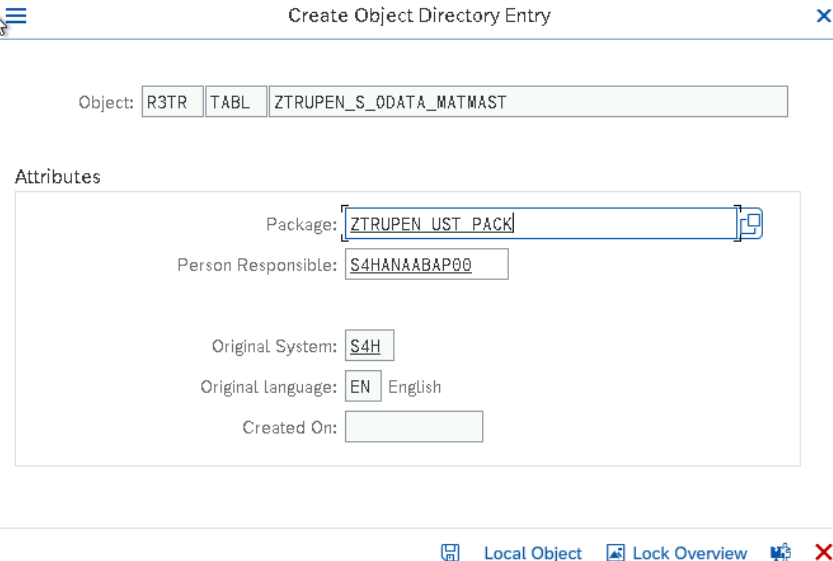 Create Object Directory Entry
Object: R3TR TABL ZTRUPEN_S_ODATA_MATMAST
Attributes
Package: ZTRUPEN_UST_PACK
Person Responsible: S4HANAABAP00
Original System: S4H
Original language: EN English
Created On:
Local Object Lock Overview